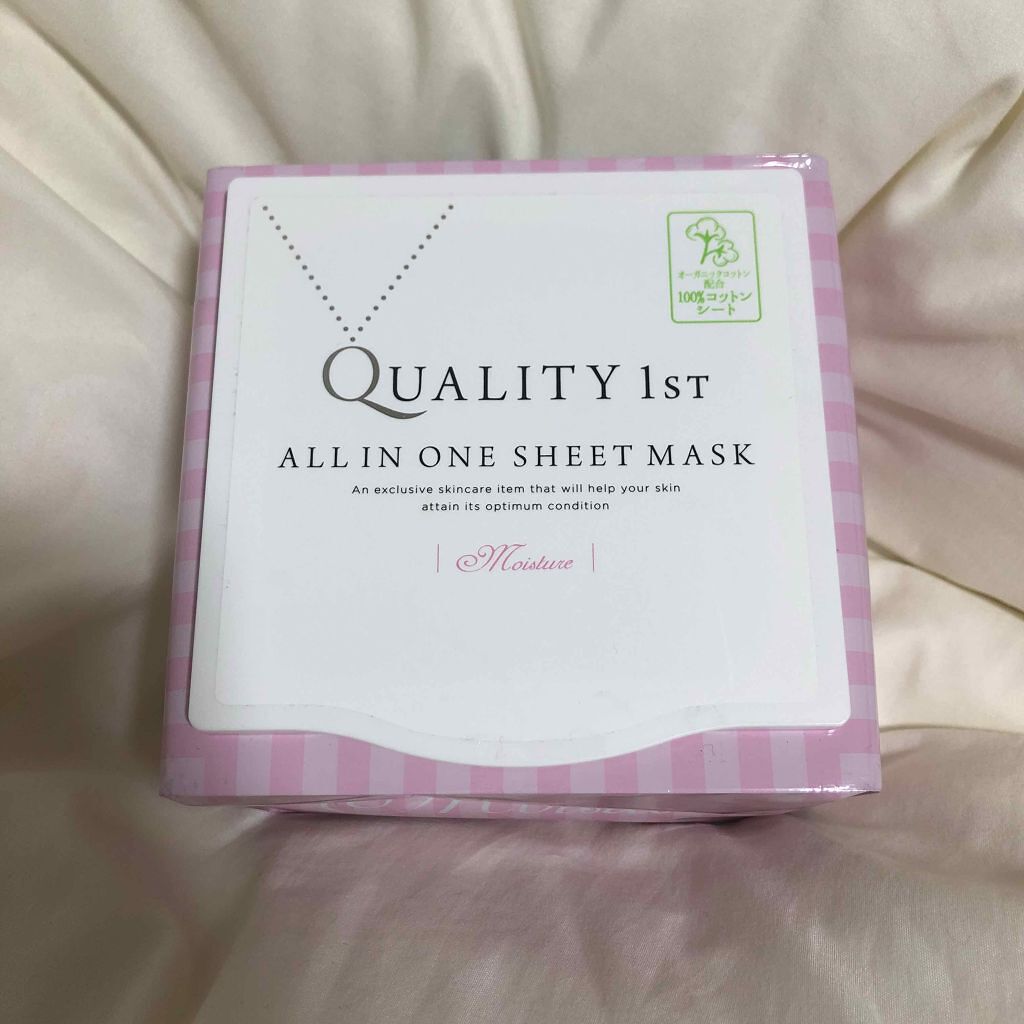 オーガニックコットン
配合
100%コットン
シート
QUALITY 1ST
ALL IN ONE SHEET MASK
An exclusive skincare item that will help your skin
attain its optimum condition
Moisture